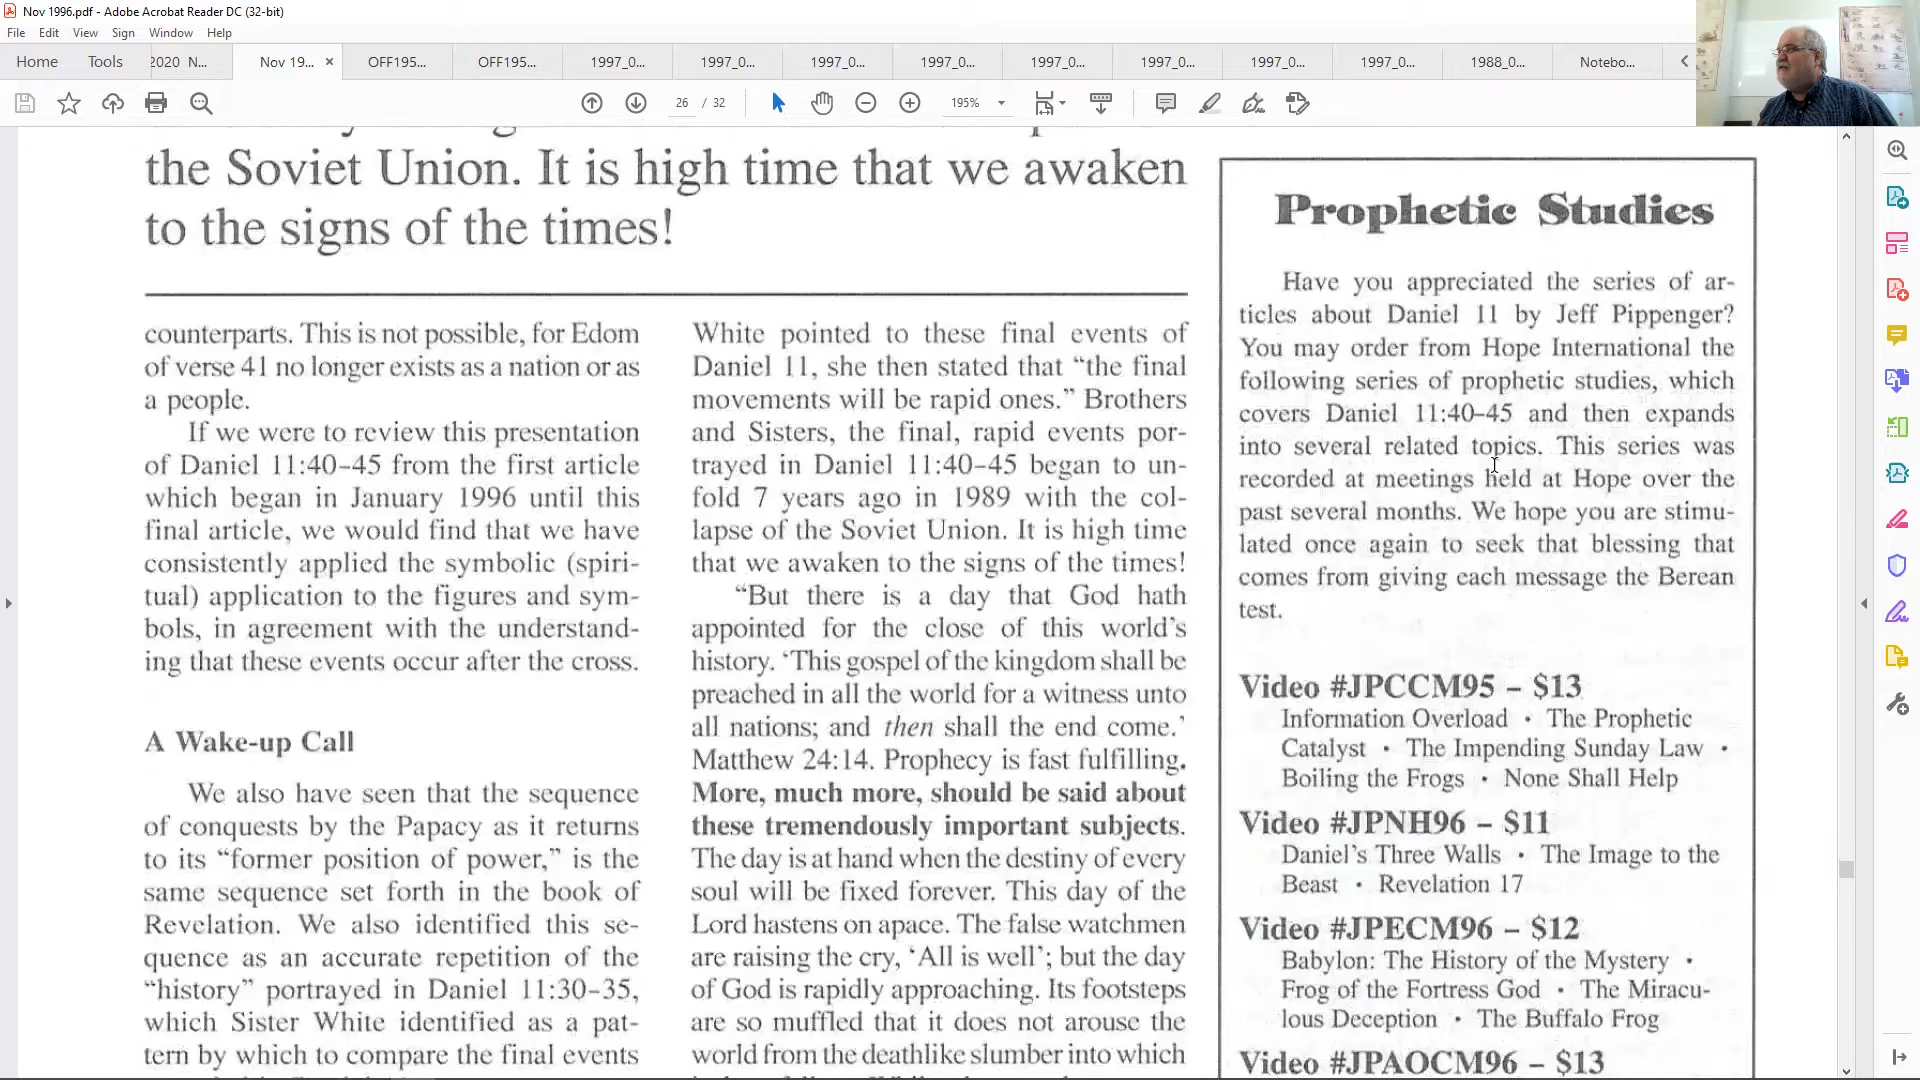 Nov 1996.pdf - Adobe Acrobat Reader DC (32-bit)
File Edit View Sign Window Help
Home Tools 2020 N... Nov 19... × OFF195... OFF195... 1997_0... 1997_0... 1997_0... 1997_0... 1997_0... 1997_0... 1997_0... 1997_0... 1988_0... Notebo...
26 / 32 195%
the Soviet Union. It is high time that we awaken
to the signs of the times!
counterparts. This is not possible, for Edom
of verse 41 no longer exists as a nation or as
a people.
If we were to review this presentation
of Daniel 11:40–45 from the first article
which began in January 1996 until this
final article, we would find that we have
consistently applied the symbolic (spiri-
tual) application to the figures and sym-
bols, in agreement with the understand-
ing that these events occur after the cross.
A Wake-up Call
We also have seen that the sequence
of conquests by the Papacy as it returns
to its “former position of power,” is the
same sequence set forth in the book of
Revelation. We also identified this se-
quence as an accurate repetition of the
“history” portrayed in Daniel 11:30–35,
which Sister White identified as a pat-
tern by which to compare the final events
White pointed to these final events of
Daniel 11, she then stated that “the final
movements will be rapid ones.” Brothers
and Sisters, the final, rapid events por-
trayed in Daniel 11:40–45 began to un-
fold 7 years ago in 1989 with the col-
lapse of the Soviet Union. It is high time
that we awaken to the signs of the times!
“But there is a day that God hath
appointed for the close of this world’s
history. ‘This gospel of the kingdom shall be
preached in all the world for a witness unto
all nations; and then shall the end come.’
Matthew 24:14. Prophecy is fast fulfilling.
More, much more, should be said about
these tremendously important subjects.
The day is at hand when the destiny of every
soul will be fixed forever. This day of the
Lord hastens on apace. The false watchmen
are raising the cry, ‘All is well’; but the day
of God is rapidly approaching. Its footsteps
are so muffled that it does not arouse the
world from the deathlike slumber into which
Prophetic Studies
Have you appreciated the series of ar-
ticles about Daniel 11 by Jeff Pippenger?
You may order from Hope International the
following series of prophetic studies, which
covers Daniel 11:40–45 and then expands
into several related topics. This series was
recorded at meetings held at Hope over the
past several months. We hope you are stimu-
lated once again to seek that blessing that
comes from giving each message the Berean
test.
Video #JPCCM95 – $13
Information Overload • The Prophetic
Catalyst • The Impending Sunday Law •
Boiling the Frogs • None Shall Help
Video #JPNH96 – $11
Daniel’s Three Walls • The Image to the
Beast • Revelation 17
Video #JPECM96 – $12
Babylon: The History of the Mystery •
Frog of the Fortress God • The Miracu-
lous Deception • The Buffalo Frog
Video #JPAOCM96 – $13